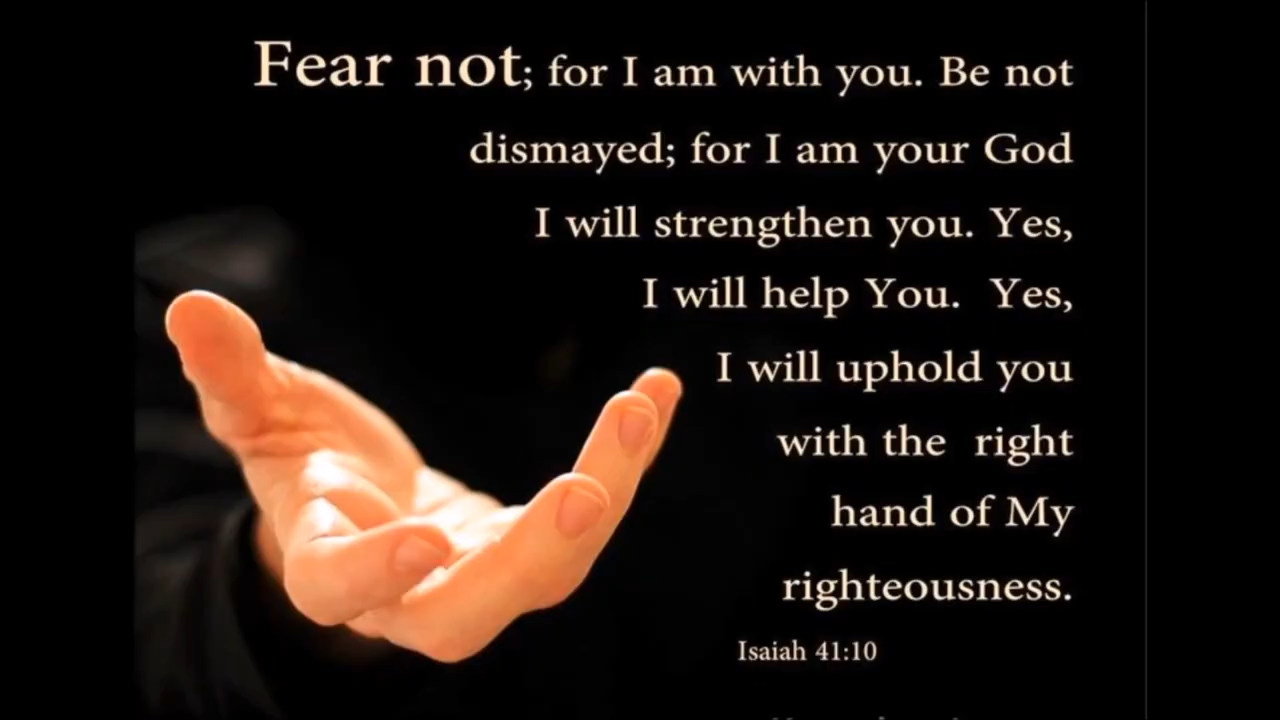 Fear not; for I am with you. Be not
dismayed; for I am your God
I will strengthen you. Yes,
I will help You. Yes,
I will uphold you
with the right
hand of My
righteousness.
Isaiah 41:10